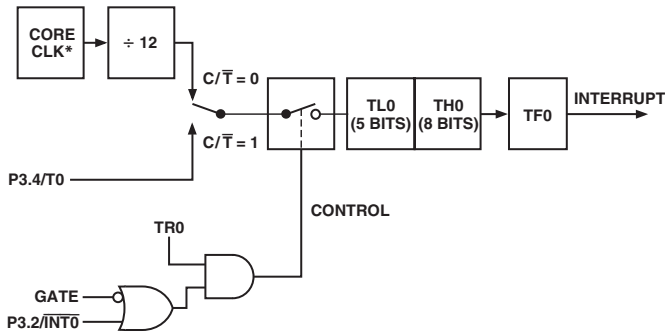 CORE
CLK*
÷ 12
C/T̅ = 0
C/T̅ = 1
P3.4/T0
TL0
(5 BITS)
TH0
(8 BITS)
TF0
INTERRUPT
CONTROL
TR0
GATE
P3.2/I̅N̅T̅0̅